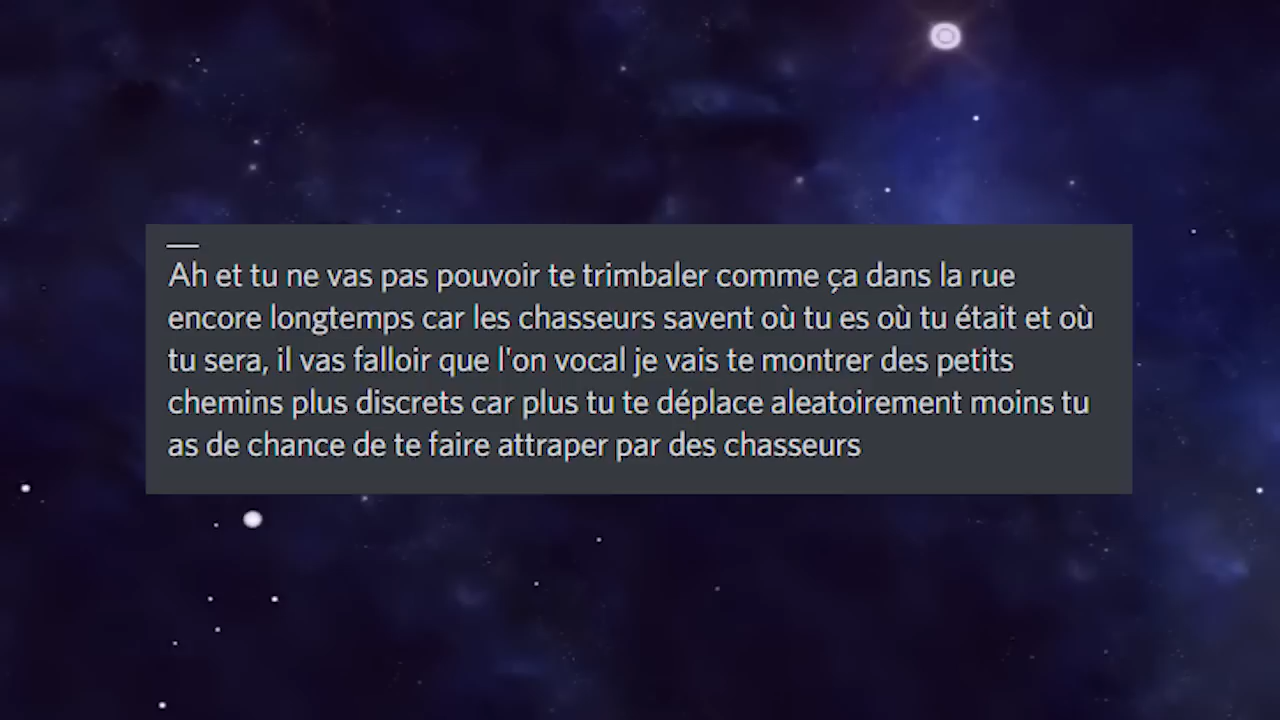 Ah et tu ne vas pas pouvoir te trimbaler comme ça dans la rue
encore longtemps car les chasseurs savent où tu es où tu était et où
tu sera, il vas falloir que l'on vocal je vais te montrer des petits
chemins plus discrets car plus tu te déplace aleatoirement moins tu
as de chance de te faire attraper par des chasseurs